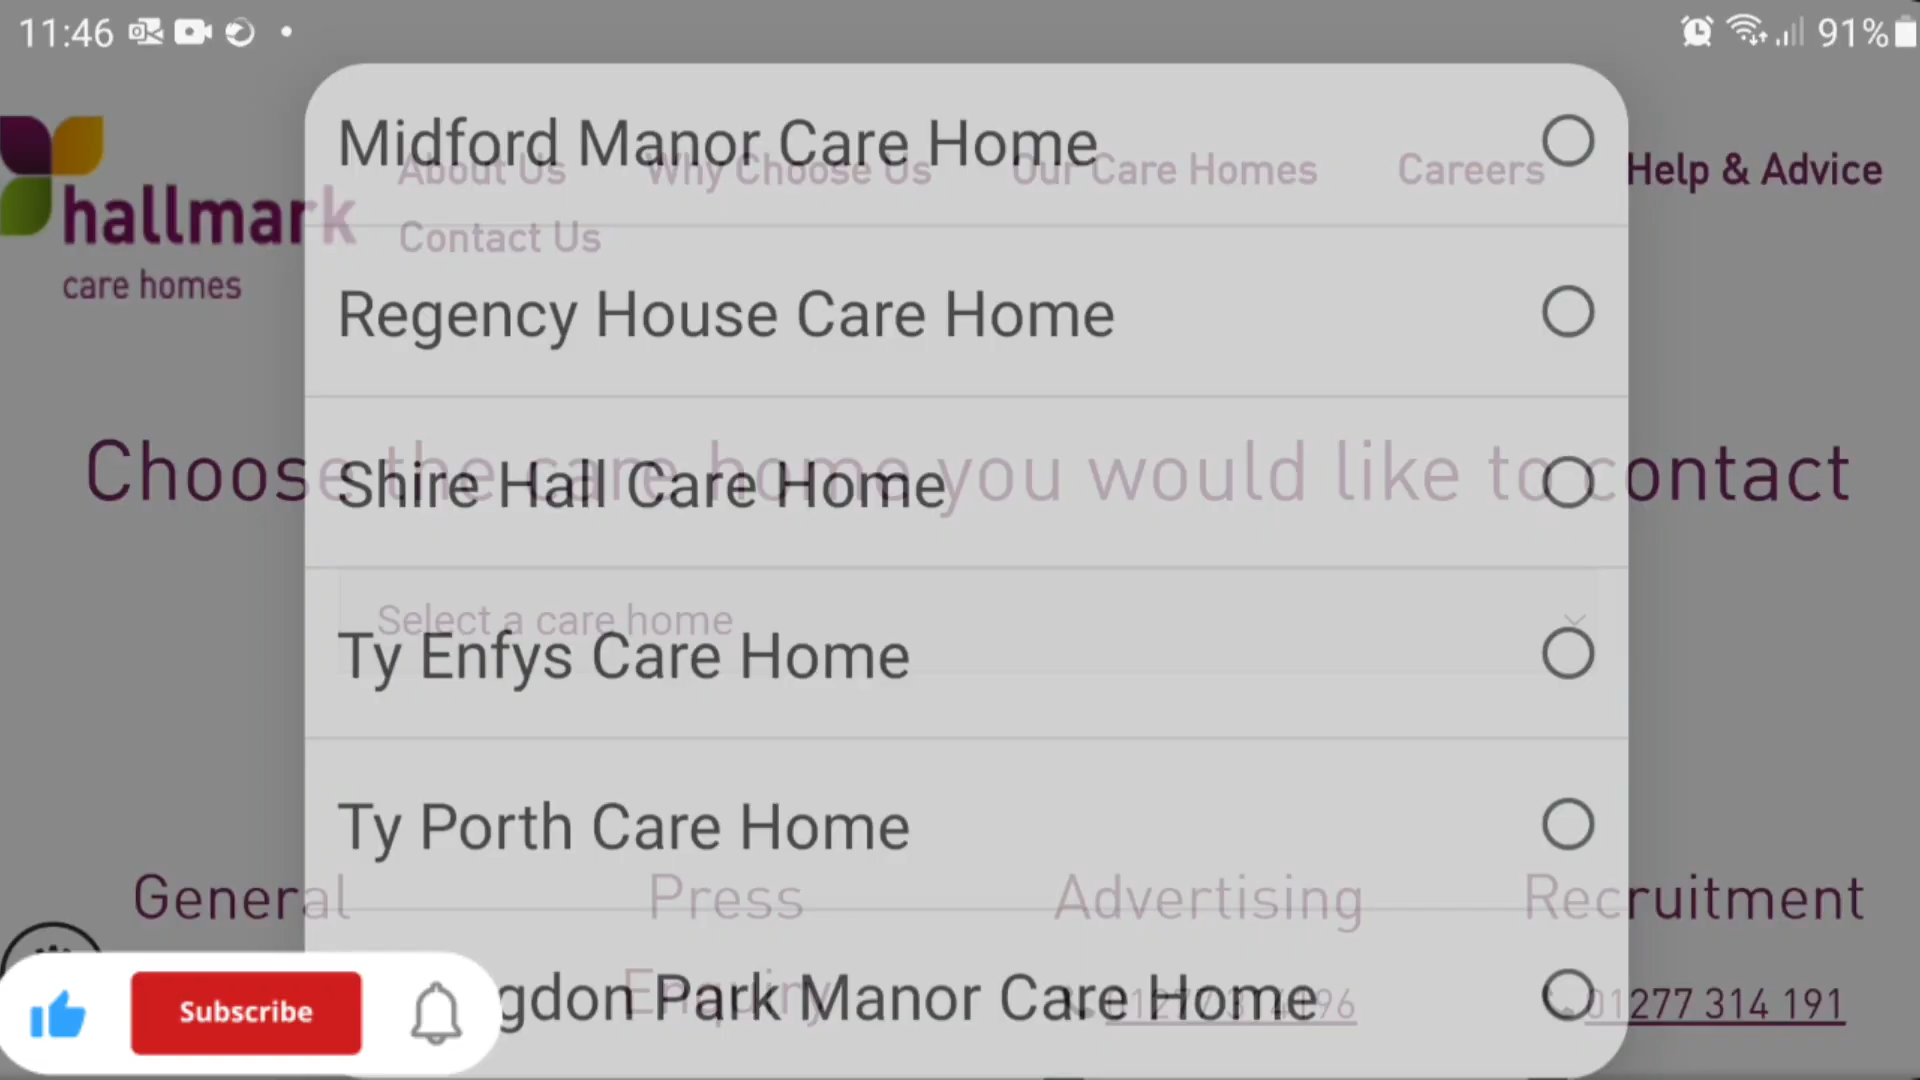 11:46
91%
hallmark
care homes
About Us Why Choose Us Our Care Homes Careers Help & Advice
Contact Us
Midford Manor Care Home
Regency House Care Home
Choose the care home you would like to contact
Shire Hall Care Home
Select a care home
Ty Enfys Care Home
Ty Porth Care Home
General Press Advertising Recruitment
Enquiry
gdon Park Manor Care Home
01277 314 191
Subscribe